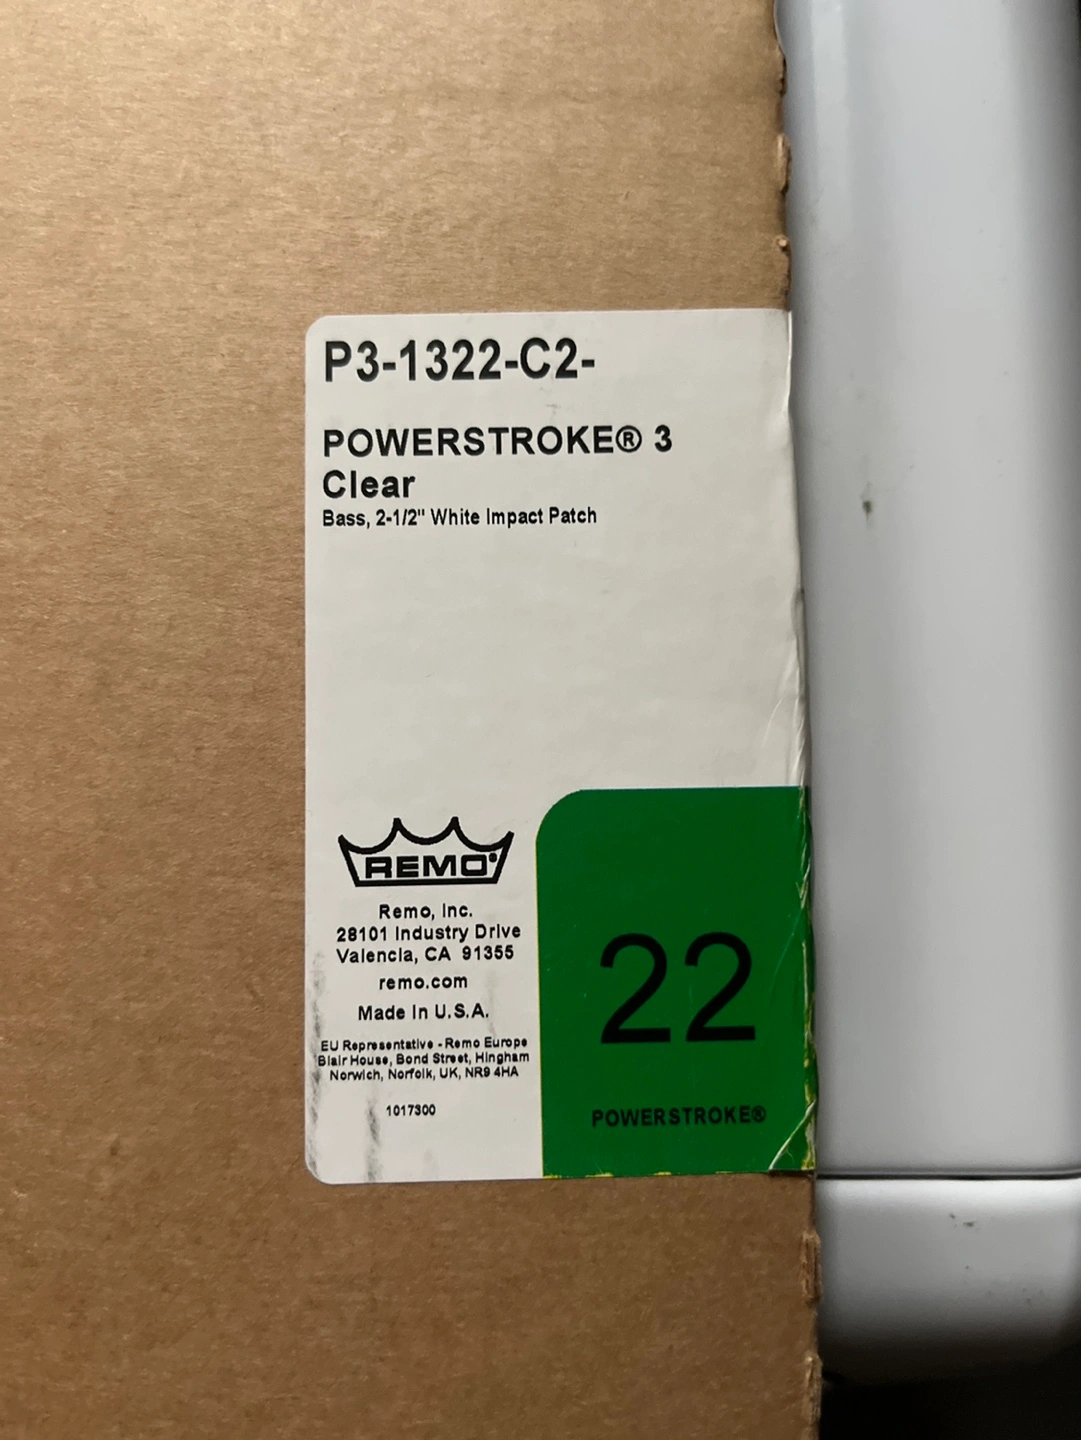 P3-1322-C2-
POWERSTROKE® 3
Clear
Bass, 2-1/2" White Impact Patch
REMO®
Remo, Inc.
28101 Industry Drive
Valencia, CA 91355
remo.com
Made In U.S.A.
EU Representative - Remo Europe
Blair House, Bond Street, Hingham
Norwich, Norfolk, UK, NR9 4HA
1017300
22
POWERSTROKE®